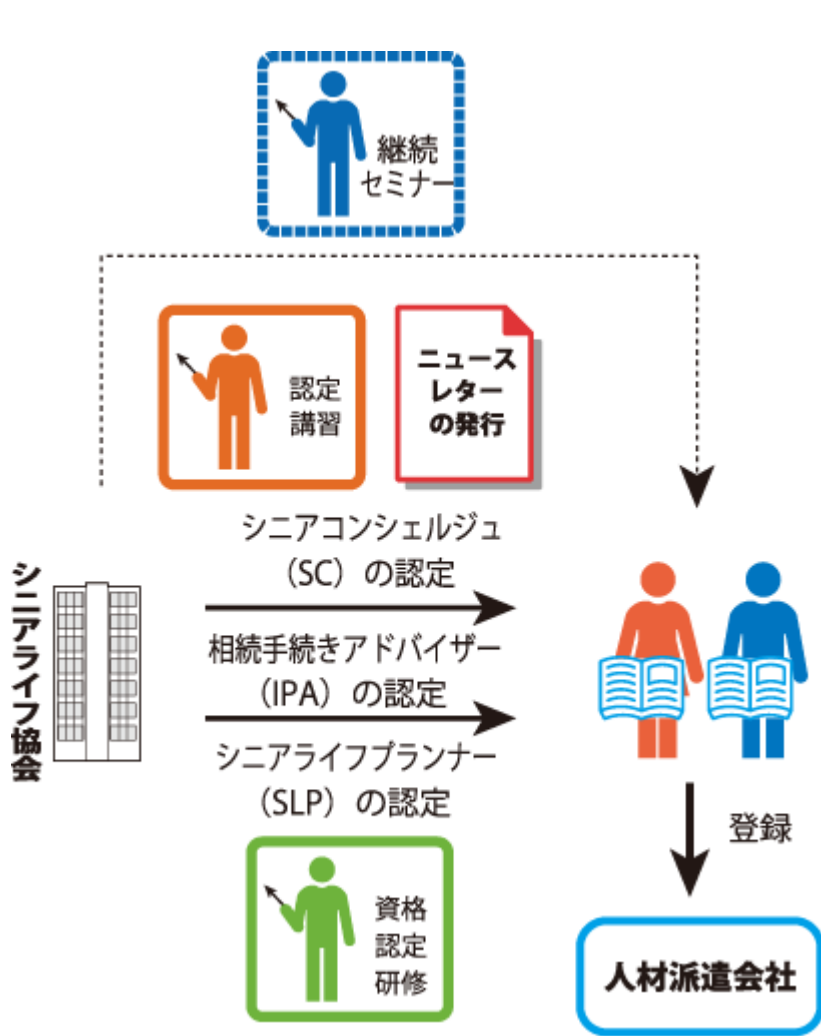 継続
セミナー
認定
講習
ニュース
レター
の発行
シニアコンシェルジュ
（SC）の認定
シニアライフ協会
相続手続きアドバイザー
（IPA）の認定
シニアライフプランナー
（SLP）の認定
登録
資格
認定
研修
人材派遣会社